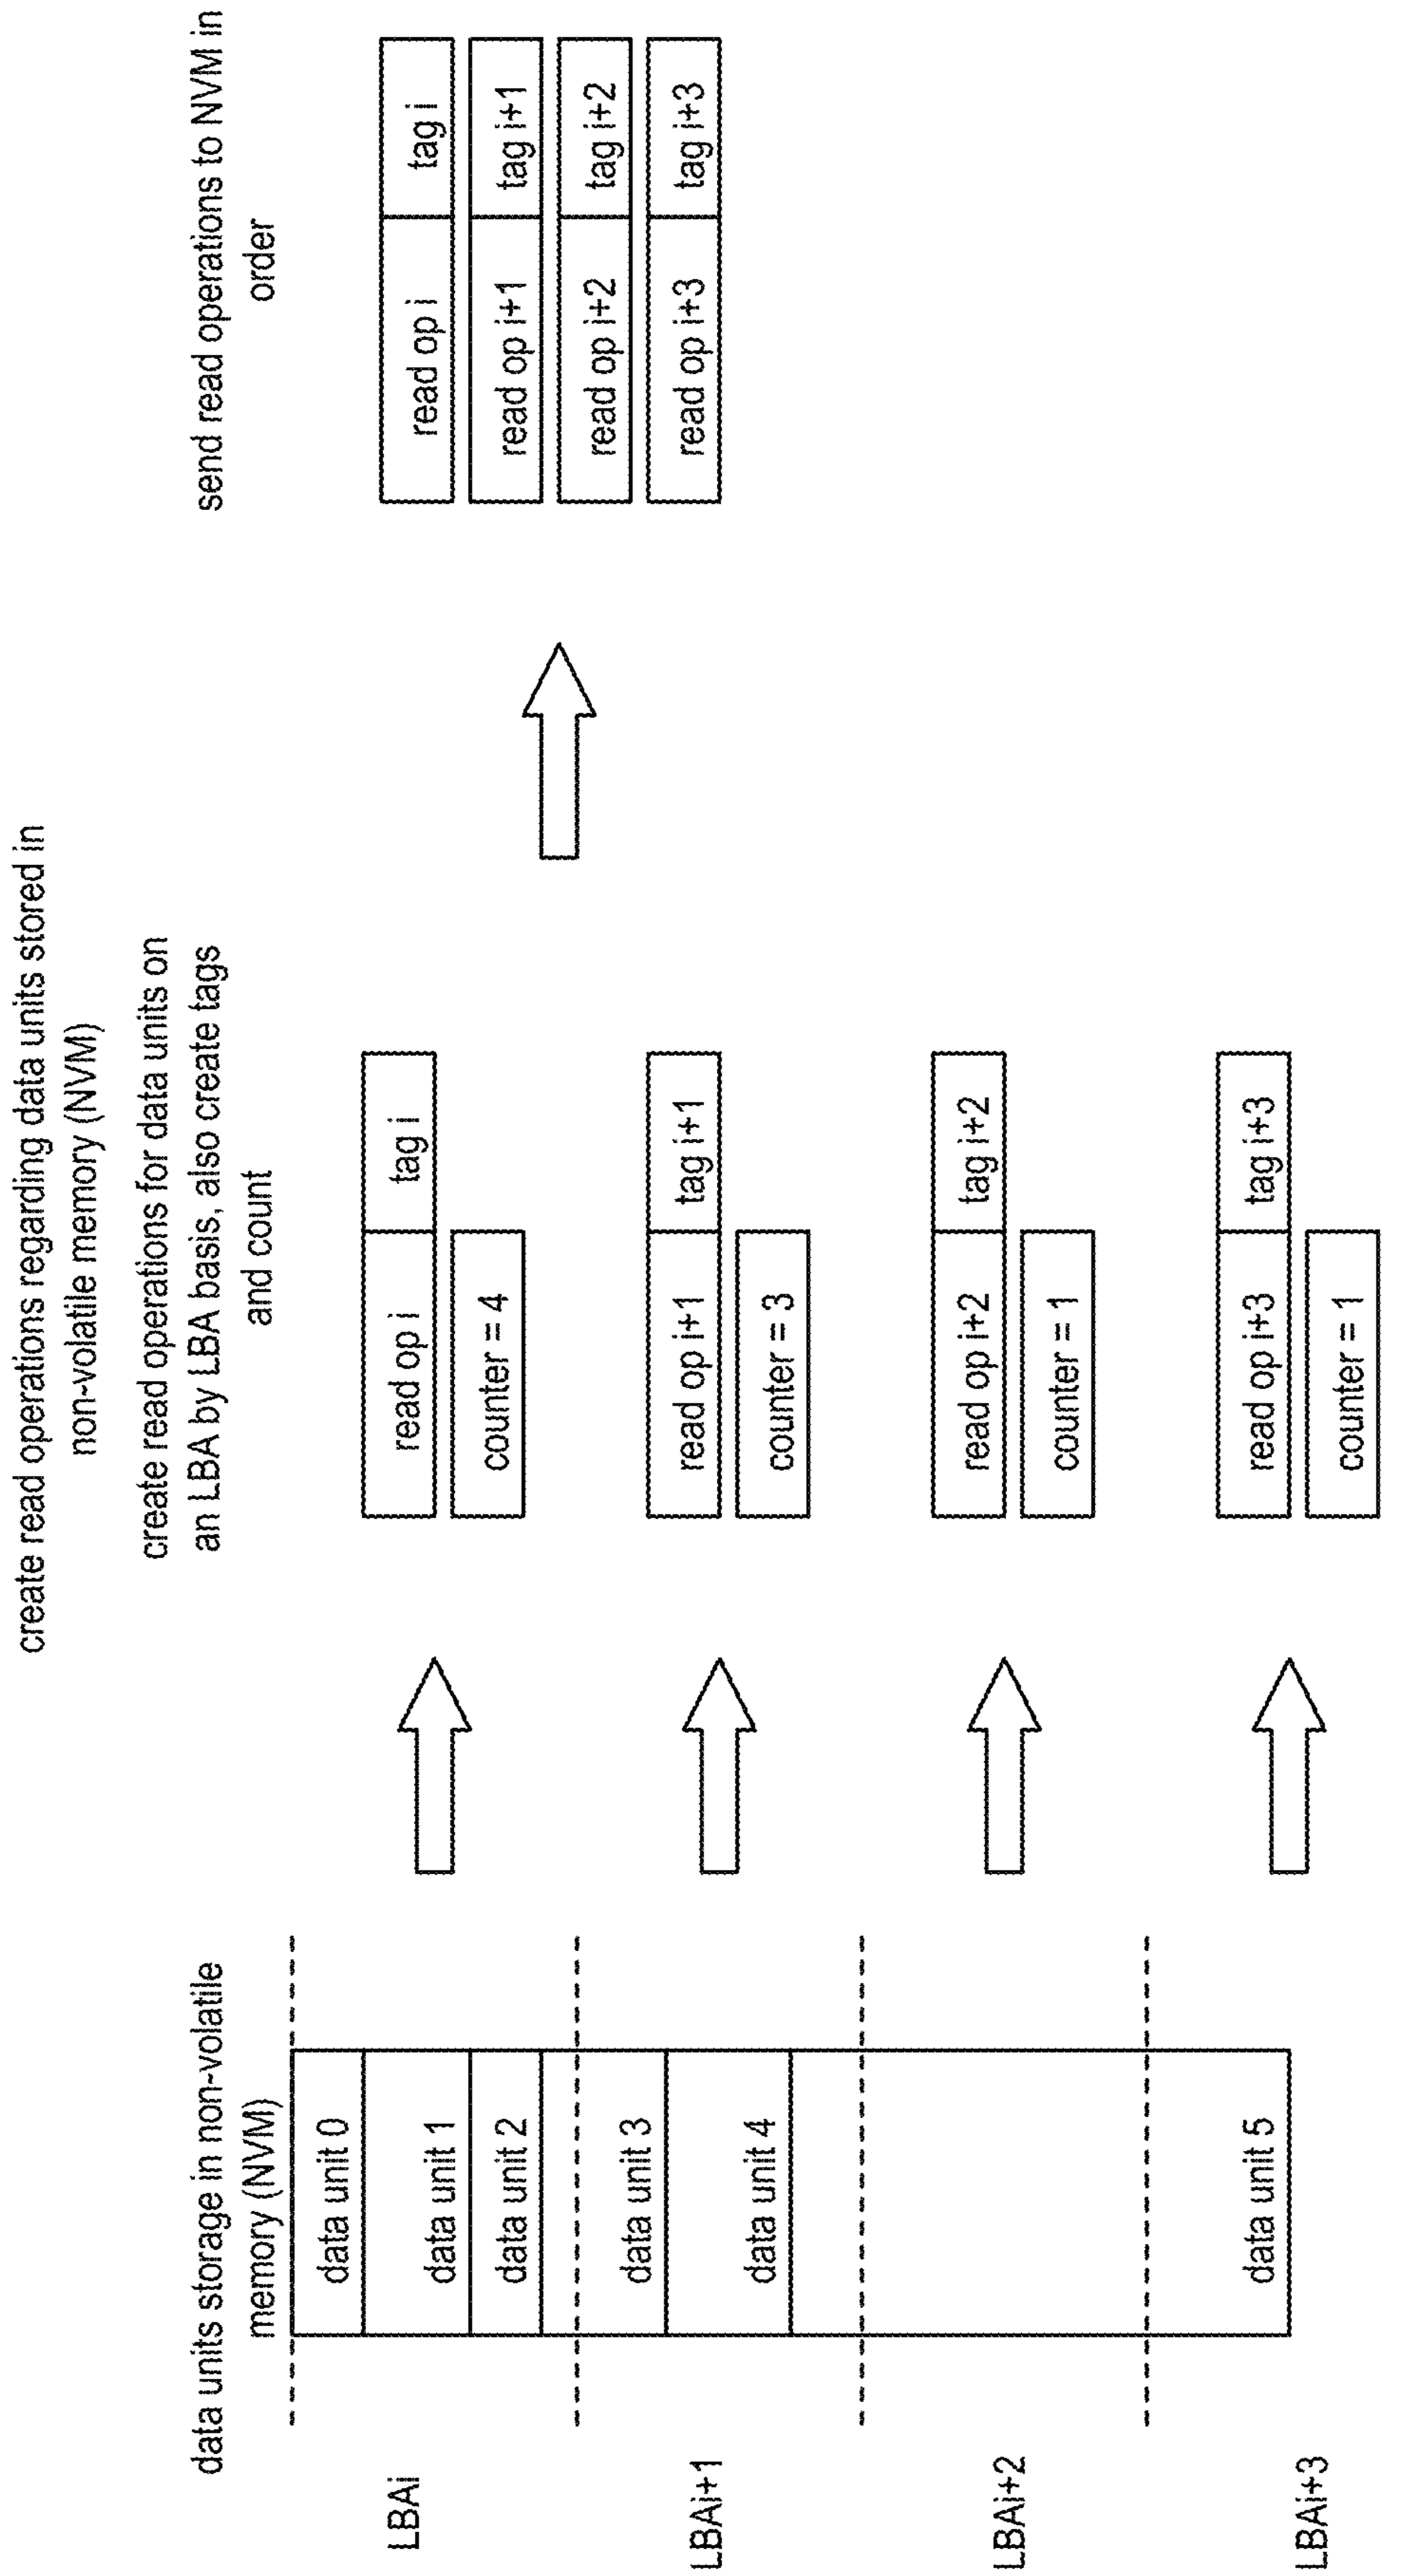 create read operations regarding data units stored in
non-volatile memory (NVM)
data units storage in non-volatile
memory (NVM)
create read operations for data units on
an LBA by LBA basis, also create tags
and count
send read operations to NVM in
order
LBAi
data unit 0
data unit 1
data unit 2
read op i
tag i
counter = 4
LBAi+1
data unit 3
data unit 4
read op i+1
tag i+1
counter = 3
LBAi+2
read op i+2
tag i+2
counter = 1
LBAi+3
data unit 5
read op i+3
tag i+3
counter = 1
read op i
tag i
read op i+1
tag i+1
read op i+2
tag i+2
read op i+3
tag i+3